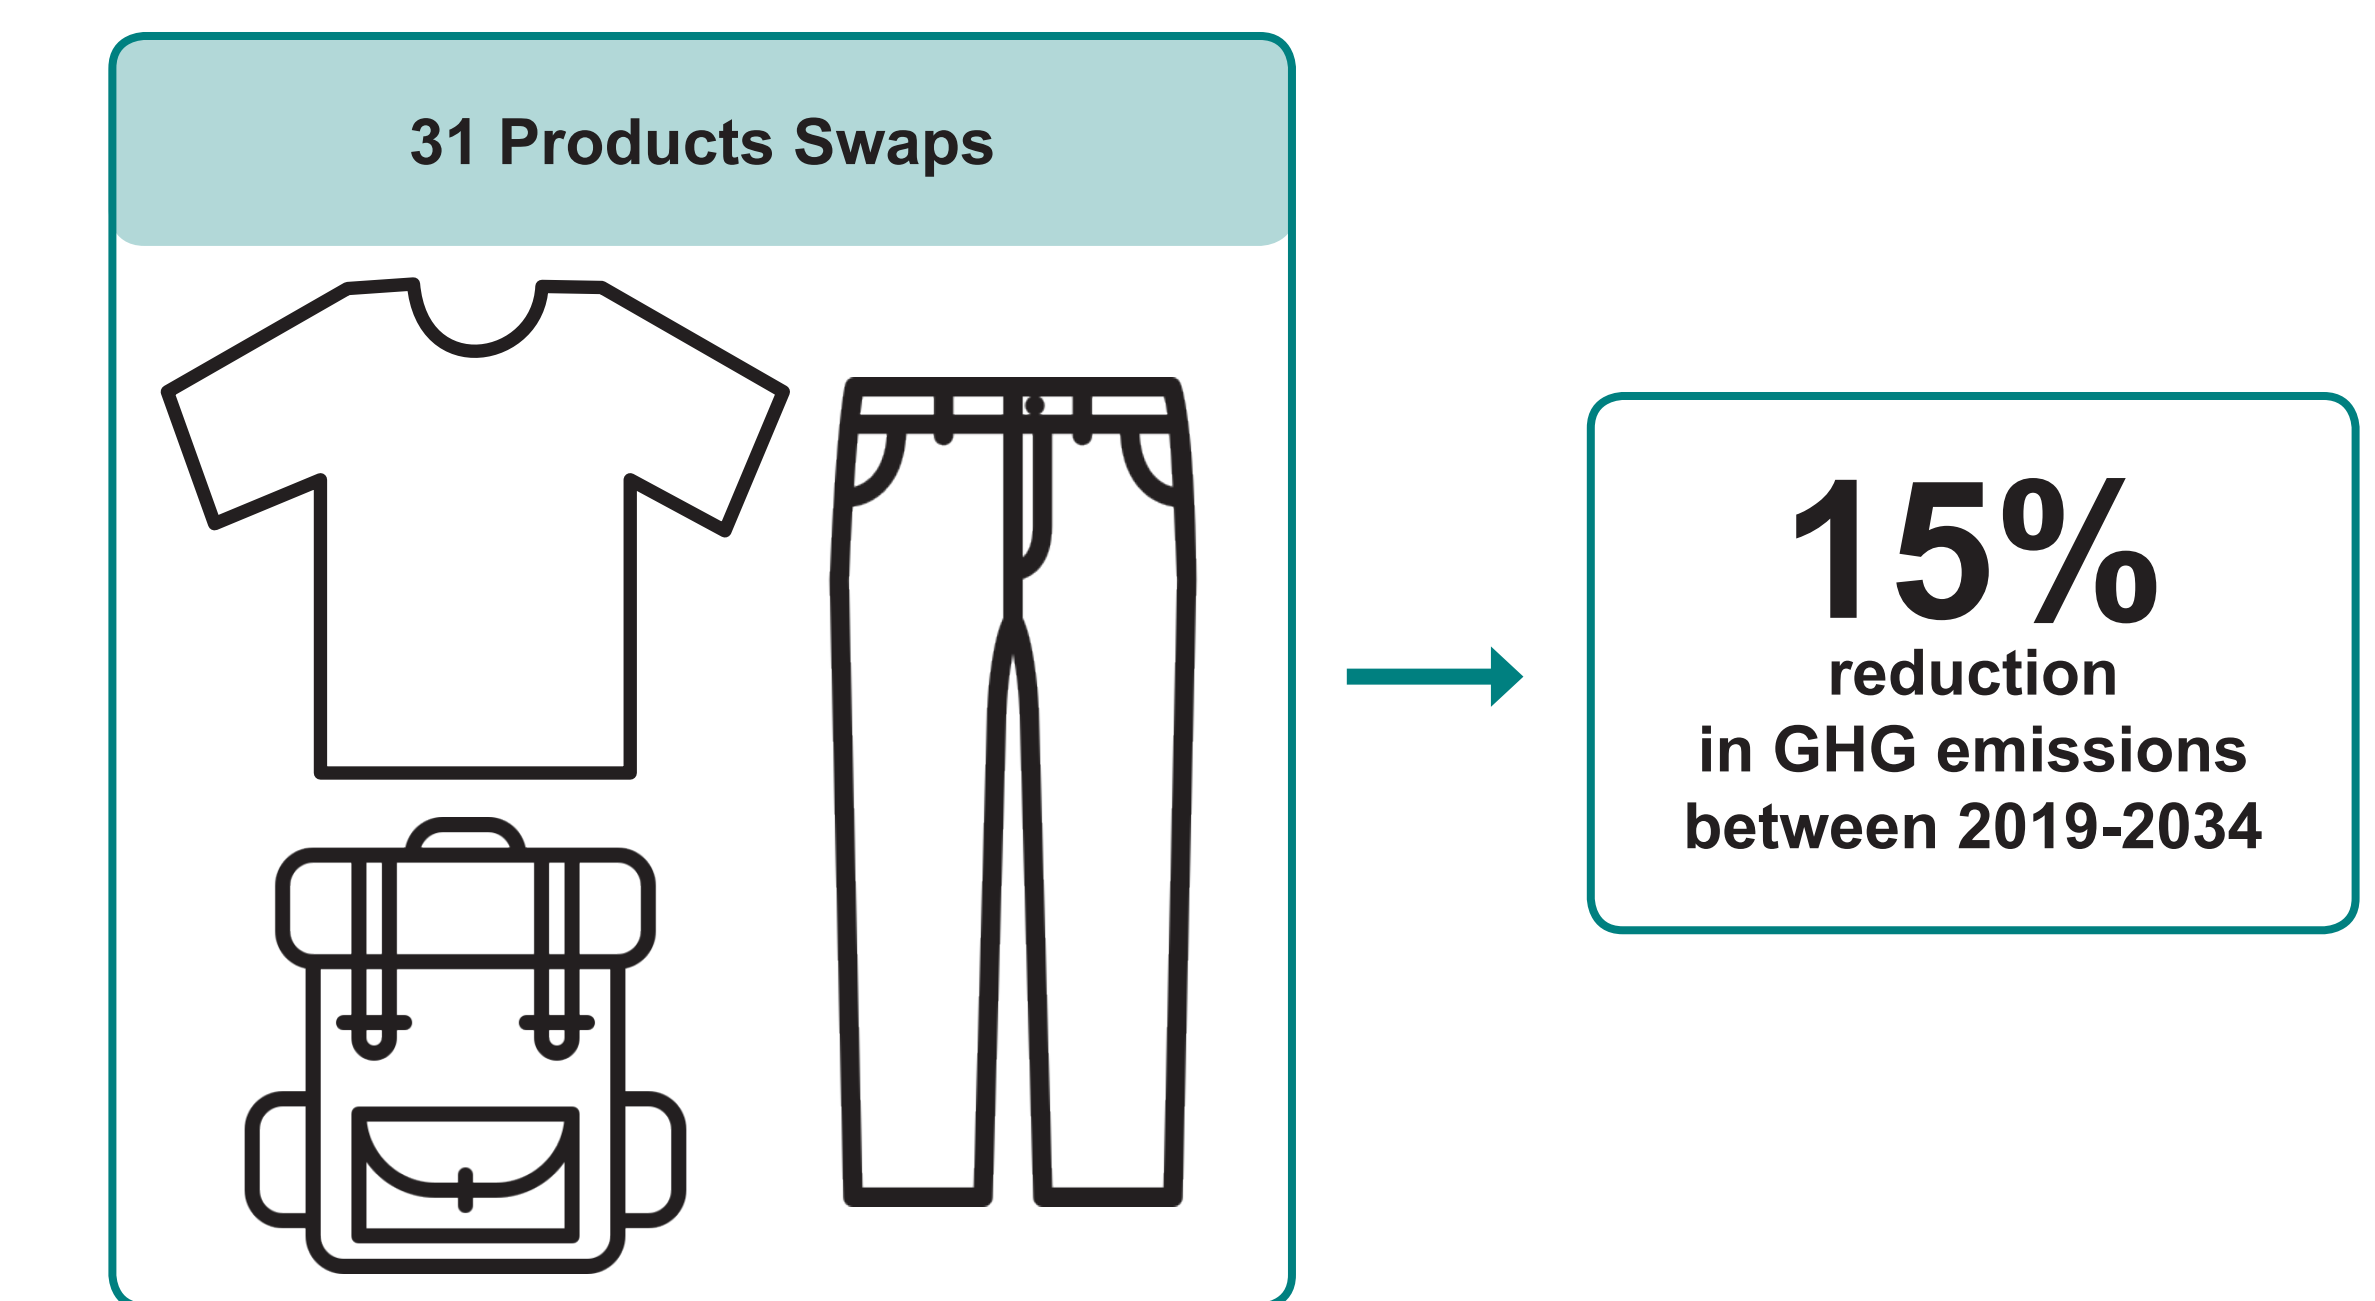 31 Products Swaps
15%
reduction
in GHG emissions
between 2019-2034